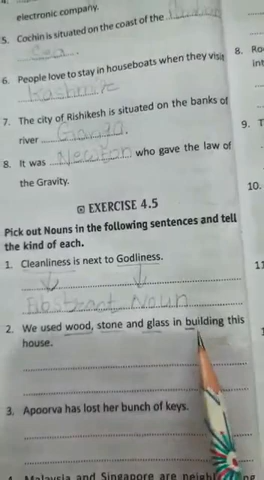 electronic company.
5. Cochin is situated on the coast of the
Sea.
6. People love to stay in houseboats when they visit
Kashmir
7. The city of Rishikesh is situated on the banks of
river Ganga.
8. It was Newton who gave the law of
the Gravity.
EXERCISE 4.5
Pick out Nouns in the following sentences and tell
the kind of each.
1. Cleanliness is next to Godliness.
Abstract Noun
2. We used wood, stone and glass in building this
house.
3. Apoorva has lost her bunch of keys.
Malaysia and Singapore are
8.
9.
10.
11